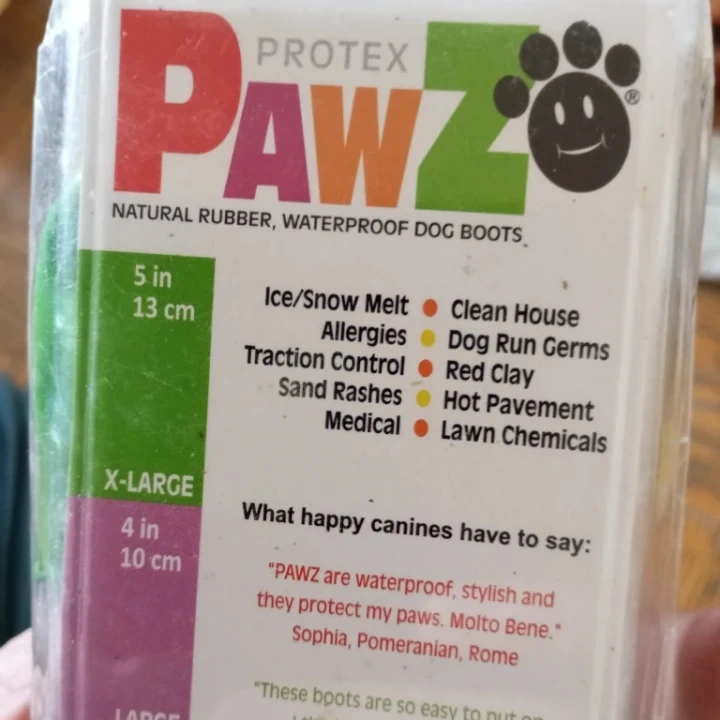 PROTEX
PAWZ®
NATURAL RUBBER, WATERPROOF DOG BOOTS.
5 in
13 cm
X-LARGE
4 in
10 cm
LARGE
Ice/Snow Melt ● Clean House
Allergies ● Dog Run Germs
Traction Control ● Red Clay
Sand Rashes ● Hot Pavement
Medical ● Lawn Chemicals
What happy canines have to say:
"PAWZ are waterproof, stylish and
they protect my paws. Molto Bene."
Sophia, Pomeranian, Rome
"These boots are so easy to put on